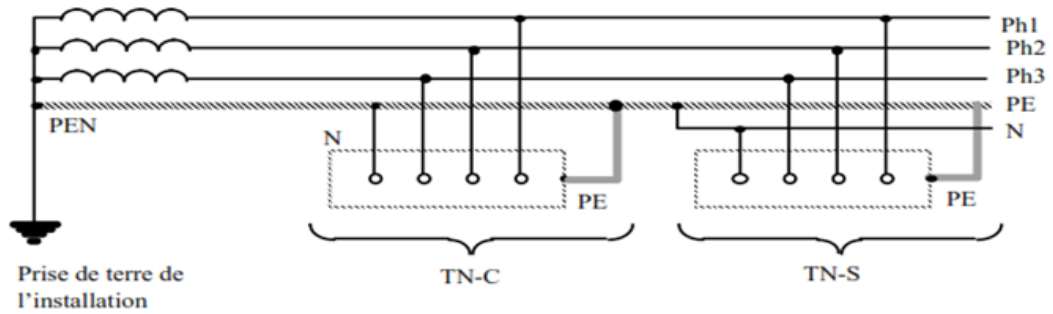 Ph1
Ph2
Ph3
PEN
PE
N
N
PE
PE
TN-C
TN-S
Prise de terre de
l'installation